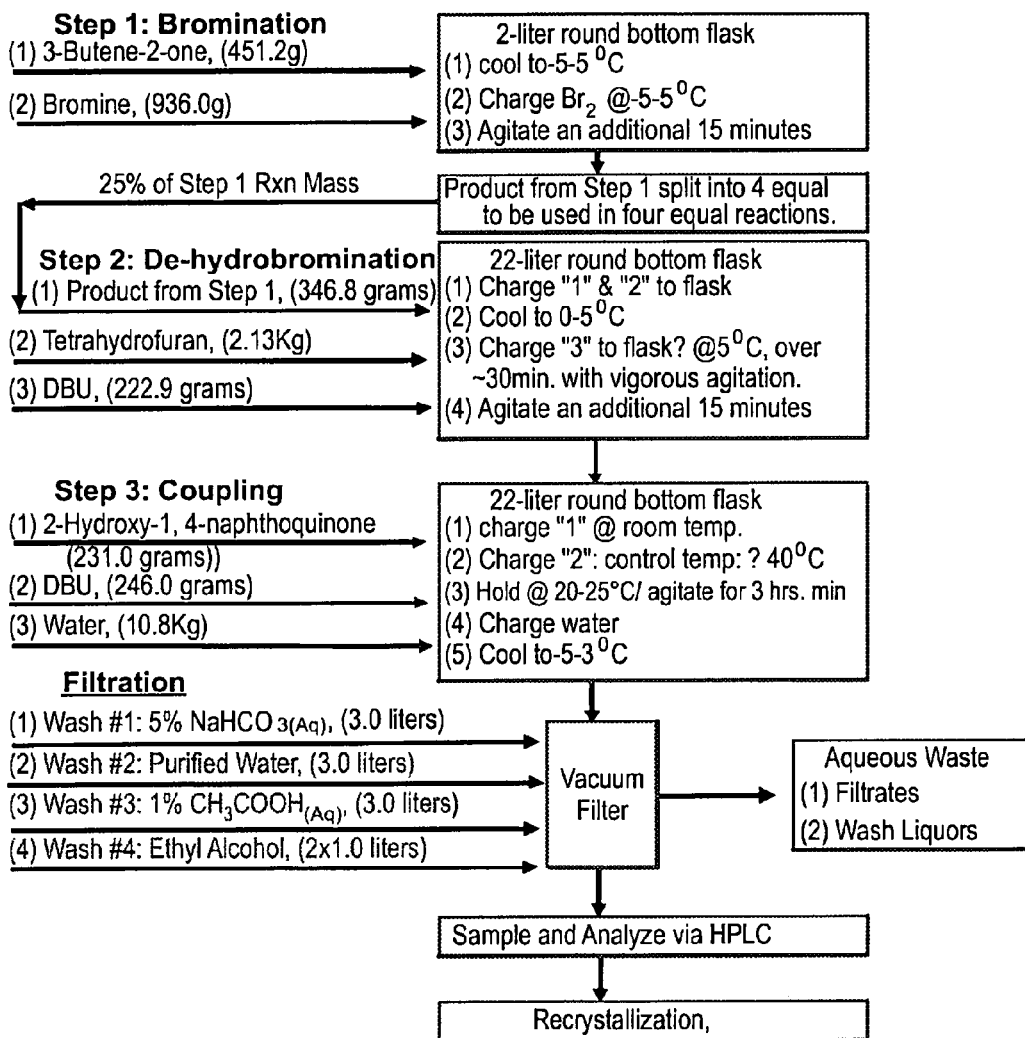 Step 1: Bromination
(1) 3-Butene-2-one, (451.2g)
(2) Bromine, (936.0g)
2-liter round bottom flask
(1) cool to-5-5 ⁰C
(2) Charge Br₂ @-5-5⁰C
(3) Agitate an additional 15 minutes
25% of Step 1 Rxn Mass
Product from Step 1 split into 4 equal
to be used in four equal reactions.
Step 2: De-hydrobromination
(1) Product from Step 1, (346.8 grams)
(2) Tetrahydrofuran, (2.13Kg)
(3) DBU, (222.9 grams)
22-liter round bottom flask
(1) Charge "1" & "2" to flask
(2) Cool to 0-5⁰C
(3) Charge "3" to flask? @5⁰C, over
~30min. with vigorous agitation.
(4) Agitate an additional 15 minutes
Step 3: Coupling
(1) 2-Hydroxy-1, 4-naphthoquinone
(231.0 grams))
(2) DBU, (246.0 grams)
(3) Water, (10.8Kg)
22-liter round bottom flask
(1) charge "1" @ room temp.
(2) Charge "2": control temp: ? 40⁰C
(3) Hold @ 20-25°C/ agitate for 3 hrs. min
(4) Charge water
(5) Cool to-5-3⁰C
Filtration
(1) Wash #1: 5% NaHCO₃(Aq), (3.0 liters)
(2) Wash #2: Purified Water, (3.0 liters)
(3) Wash #3: 1% CH₃COOH(Aq), (3.0 liters)
(4) Wash #4: Ethyl Alcohol, (2x1.0 liters)
Vacuum
Filter
Aqueous Waste
(1) Filtrates
(2) Wash Liquors
Sample and Analyze via HPLC
Recrystallization,